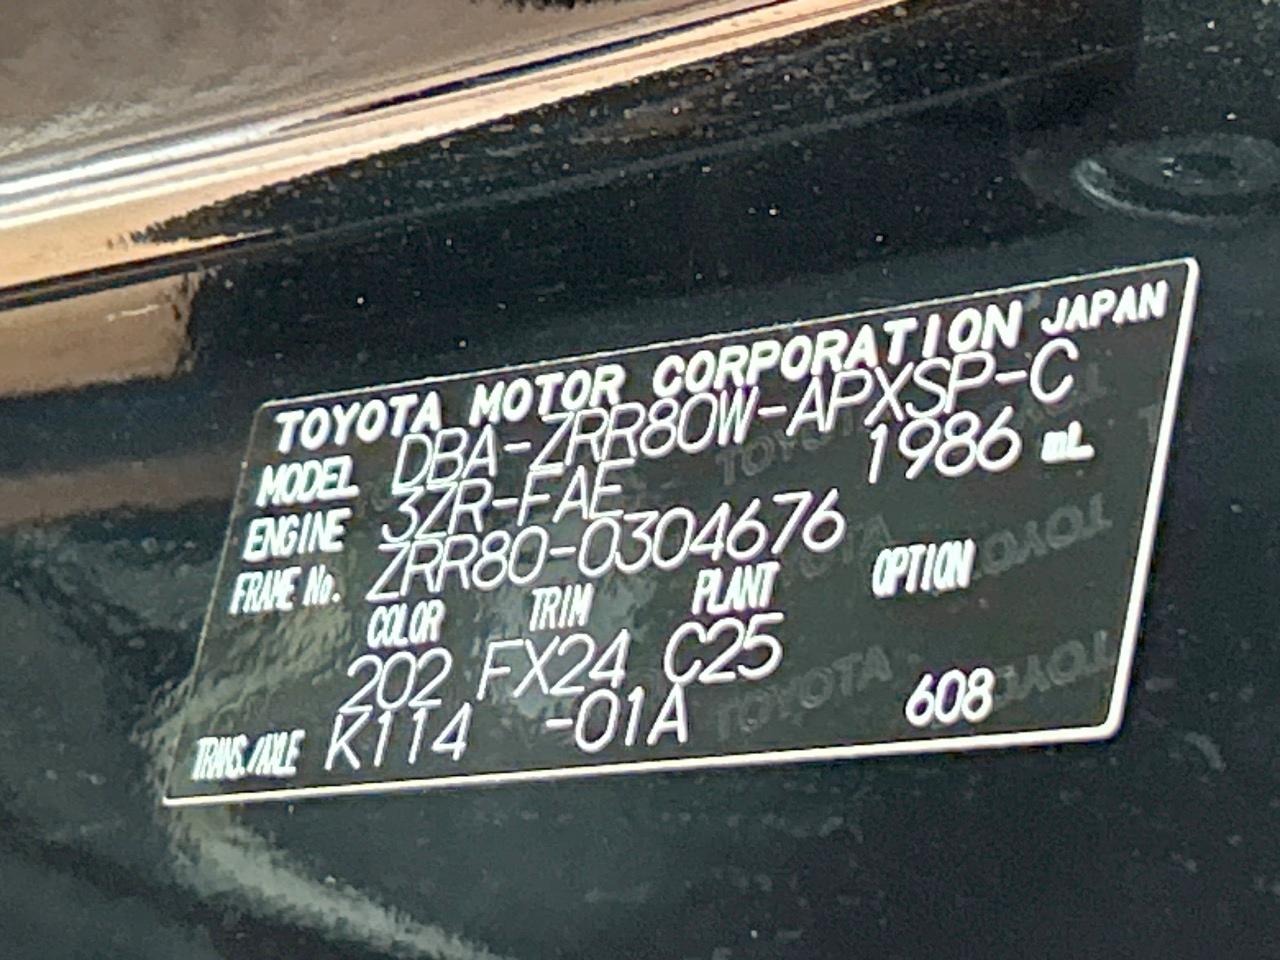 TOYOTA MOTOR CORPORATION JAPAN
MODEL DBA-ZRR80W-APXSP-C
ENGINE 3ZR-FAE 1986 mL
FRAME No. ZRR80-0304676
COLOR TRIM PLANT OPTION
202 FX24 C25
TRANS./AXLE K114 -01A 608